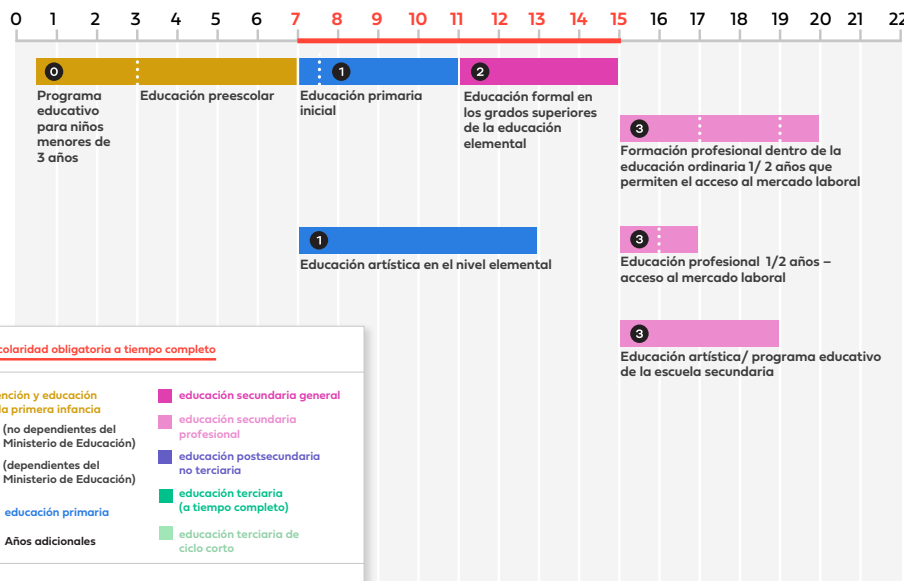 0 1 2 3 4 5 6 7 8 9 10 11 12 13 14 15 16 17 18 19 20 21 22
0
Programa
educativo
para niños
menores de
3 años
Educación preescolar
1
Educación primaria
inicial
2
Educación formal en
los grados superiores
de la educación
elemental
3
Formación profesional dentro de la
educación ordinaria 1/ 2 años que
permiten el acceso al mercado laboral
1
Educación artística en el nivel elemental
3
Educación profesional 1/2 años –
acceso al mercado laboral
3
Educación artística/ programa educativo
de la escuela secundaria
colaridad obligatoria a tiempo completo
ención y educación
la primera infancia
(no dependientes del
Ministerio de Educación)
(dependientes del
Ministerio de Educación)
educación primaria
Años adicionales
educación secundaria general
educación secundaria
profesional
educación postsecundaria
no terciaria
educación terciaria
(a tiempo completo)
educación terciaria de
ciclo corto